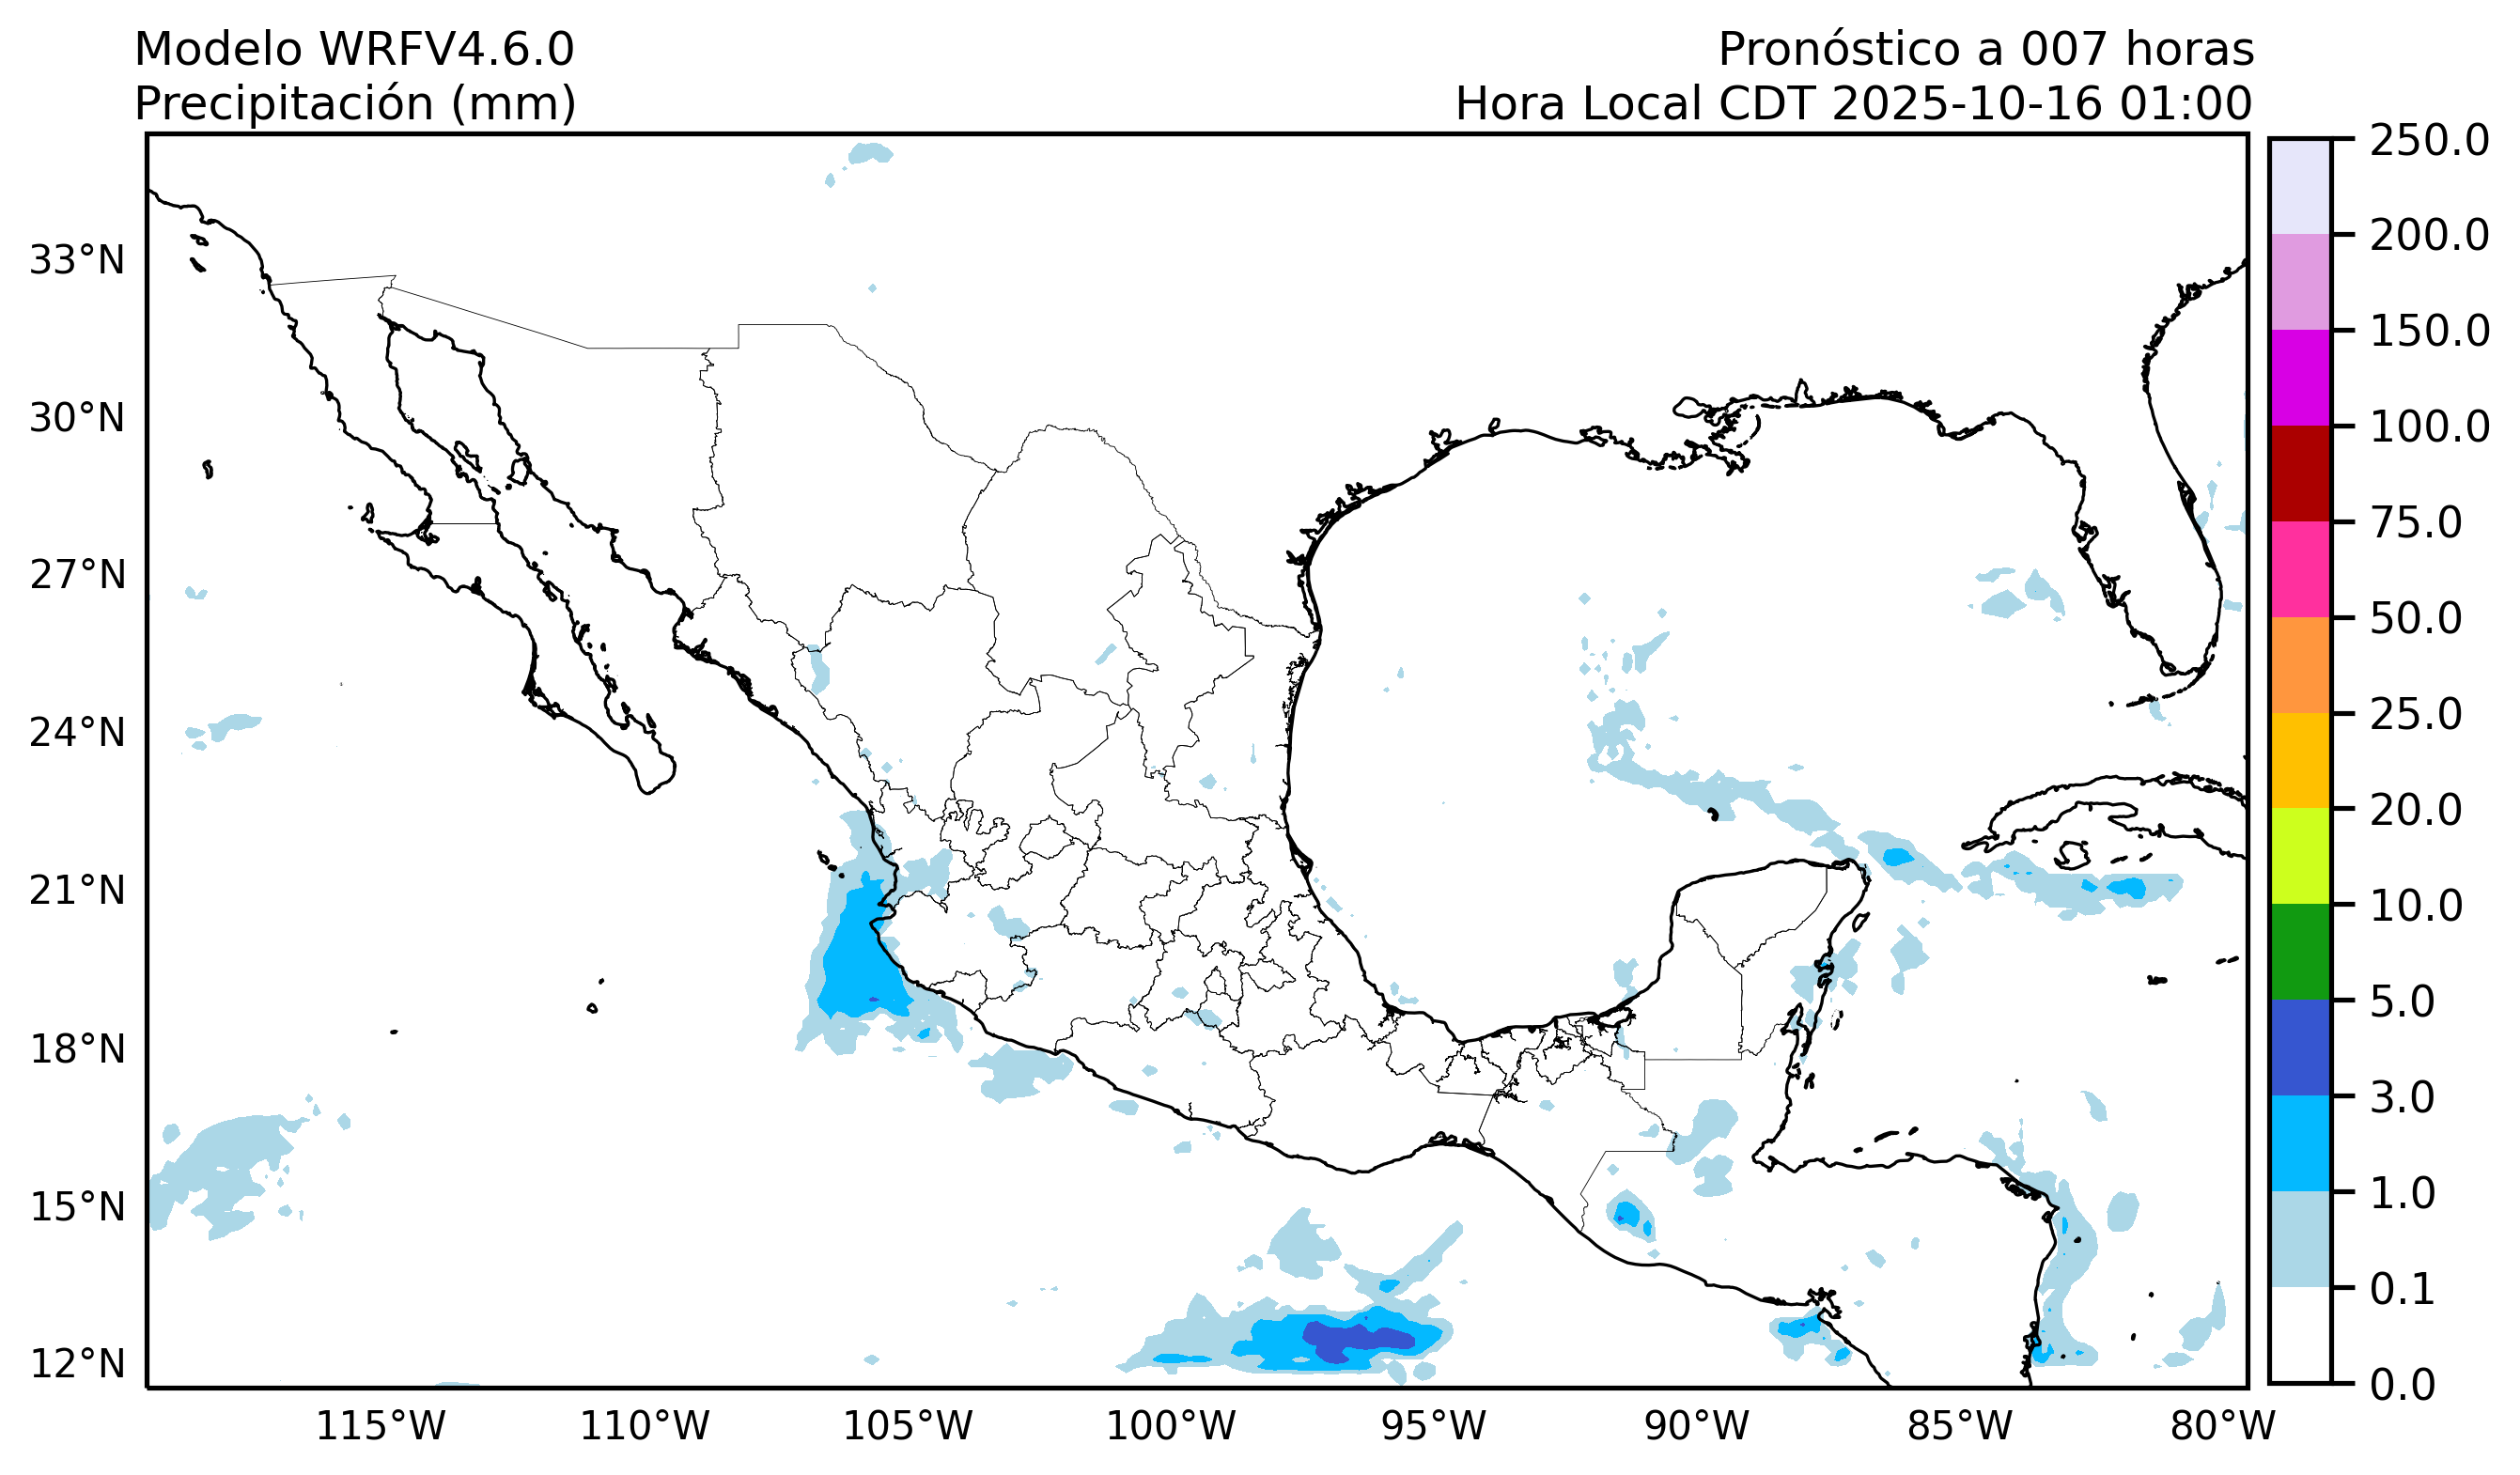 Modelo WRFV4.6.0
Precipitación (mm)
Pronóstico a 007 horas
Hora Local CDT 2025-10-16 01:00
33°N
30°N
27°N
24°N
21°N
18°N
15°N
12°N
115°W
110°W
105°W
100°W
95°W
90°W
85°W
80°W
250.0
200.0
150.0
100.0
75.0
50.0
25.0
20.0
10.0
5.0
3.0
1.0
0.1
0.0